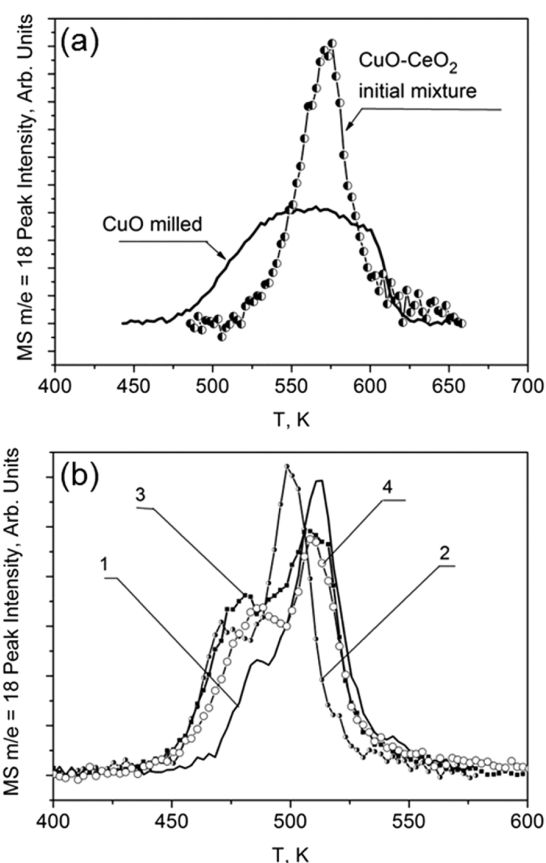 (a)
MS m/e = 18 Peak Intensity, Arb. Units
CuO-CeO₂
initial mixture
CuO milled
400 450 500 550 600 650 700
T, K
(b)
MS m/e = 18 Peak Intensity, Arb. Units
3
4
1
2
400 450 500 550 600
T, K